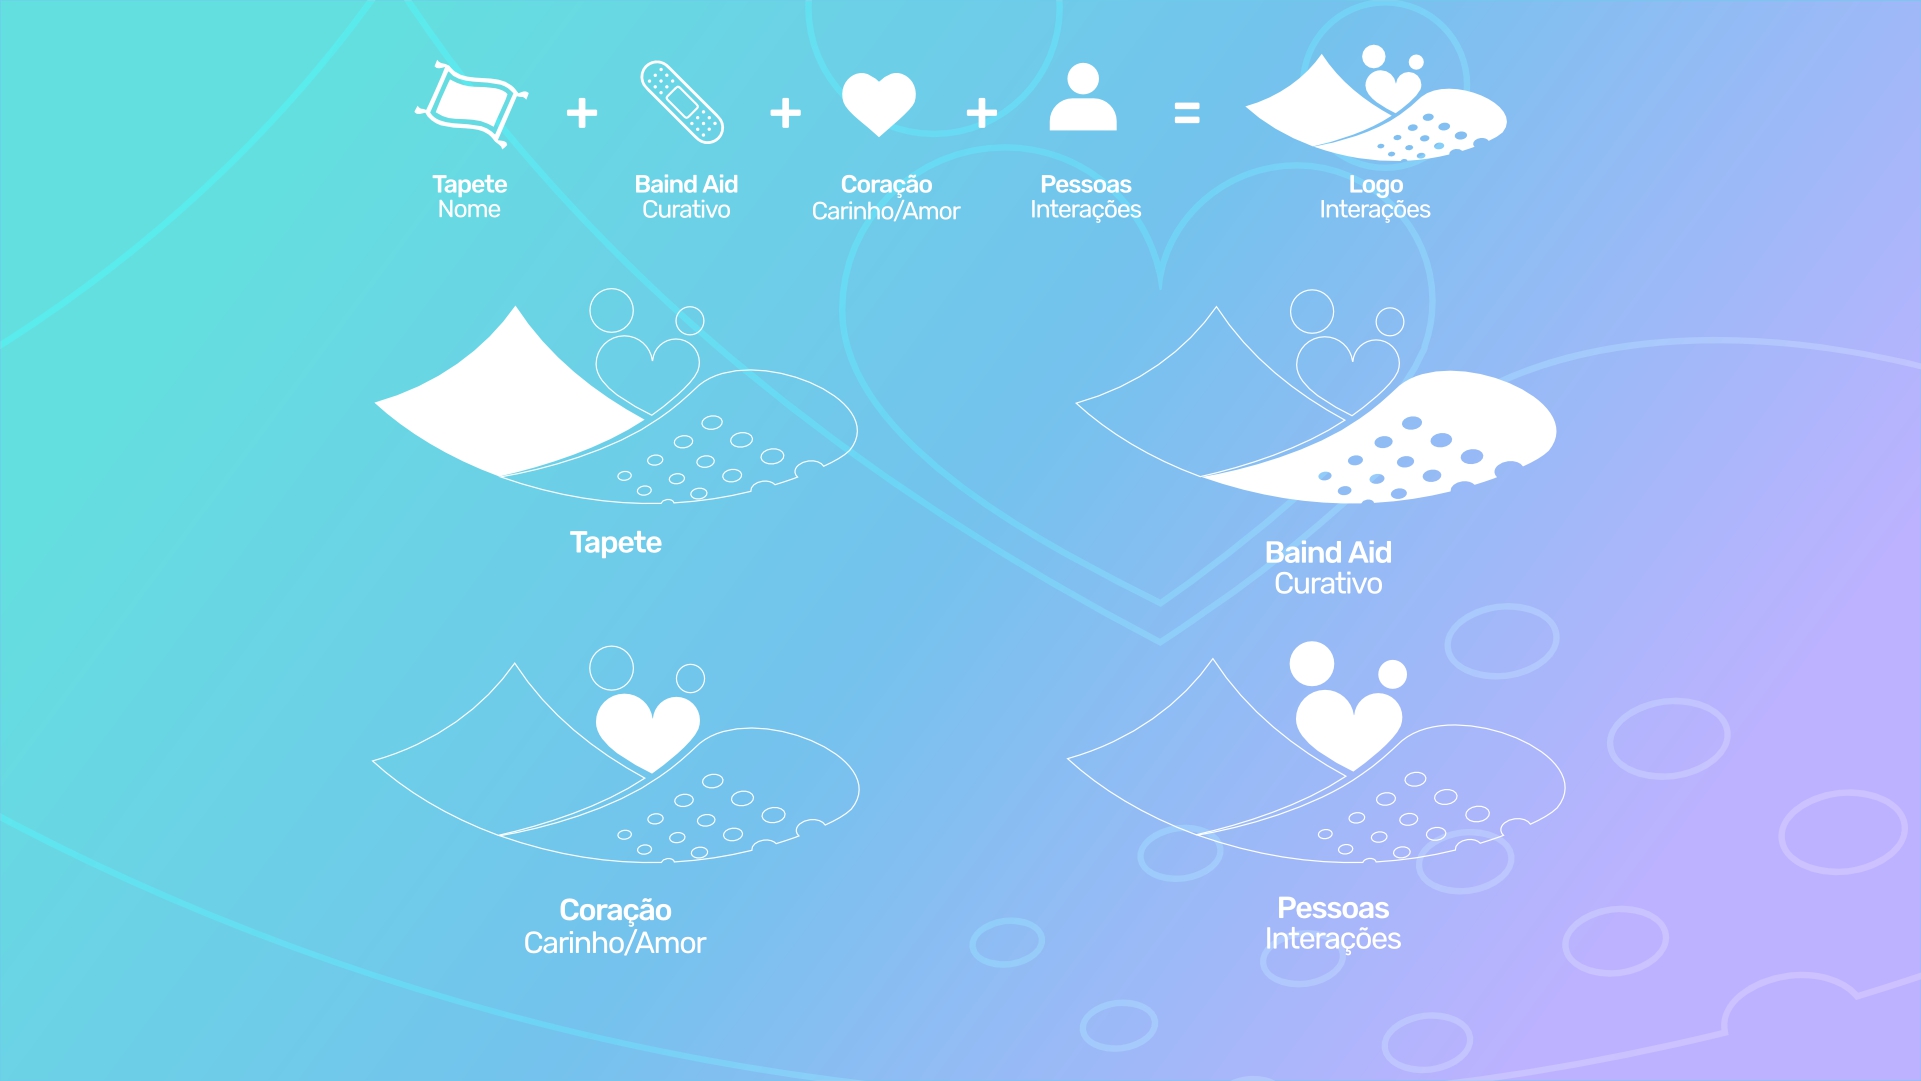 Tapete
Nome
+
Baind Aid
Curativo
+
Coração
Carinho/Amor
+
Pessoas
Interações
=
Logo
Interações
Tapete
Baind Aid
Curativo
Coração
Carinho/Amor
Pessoas
Interações